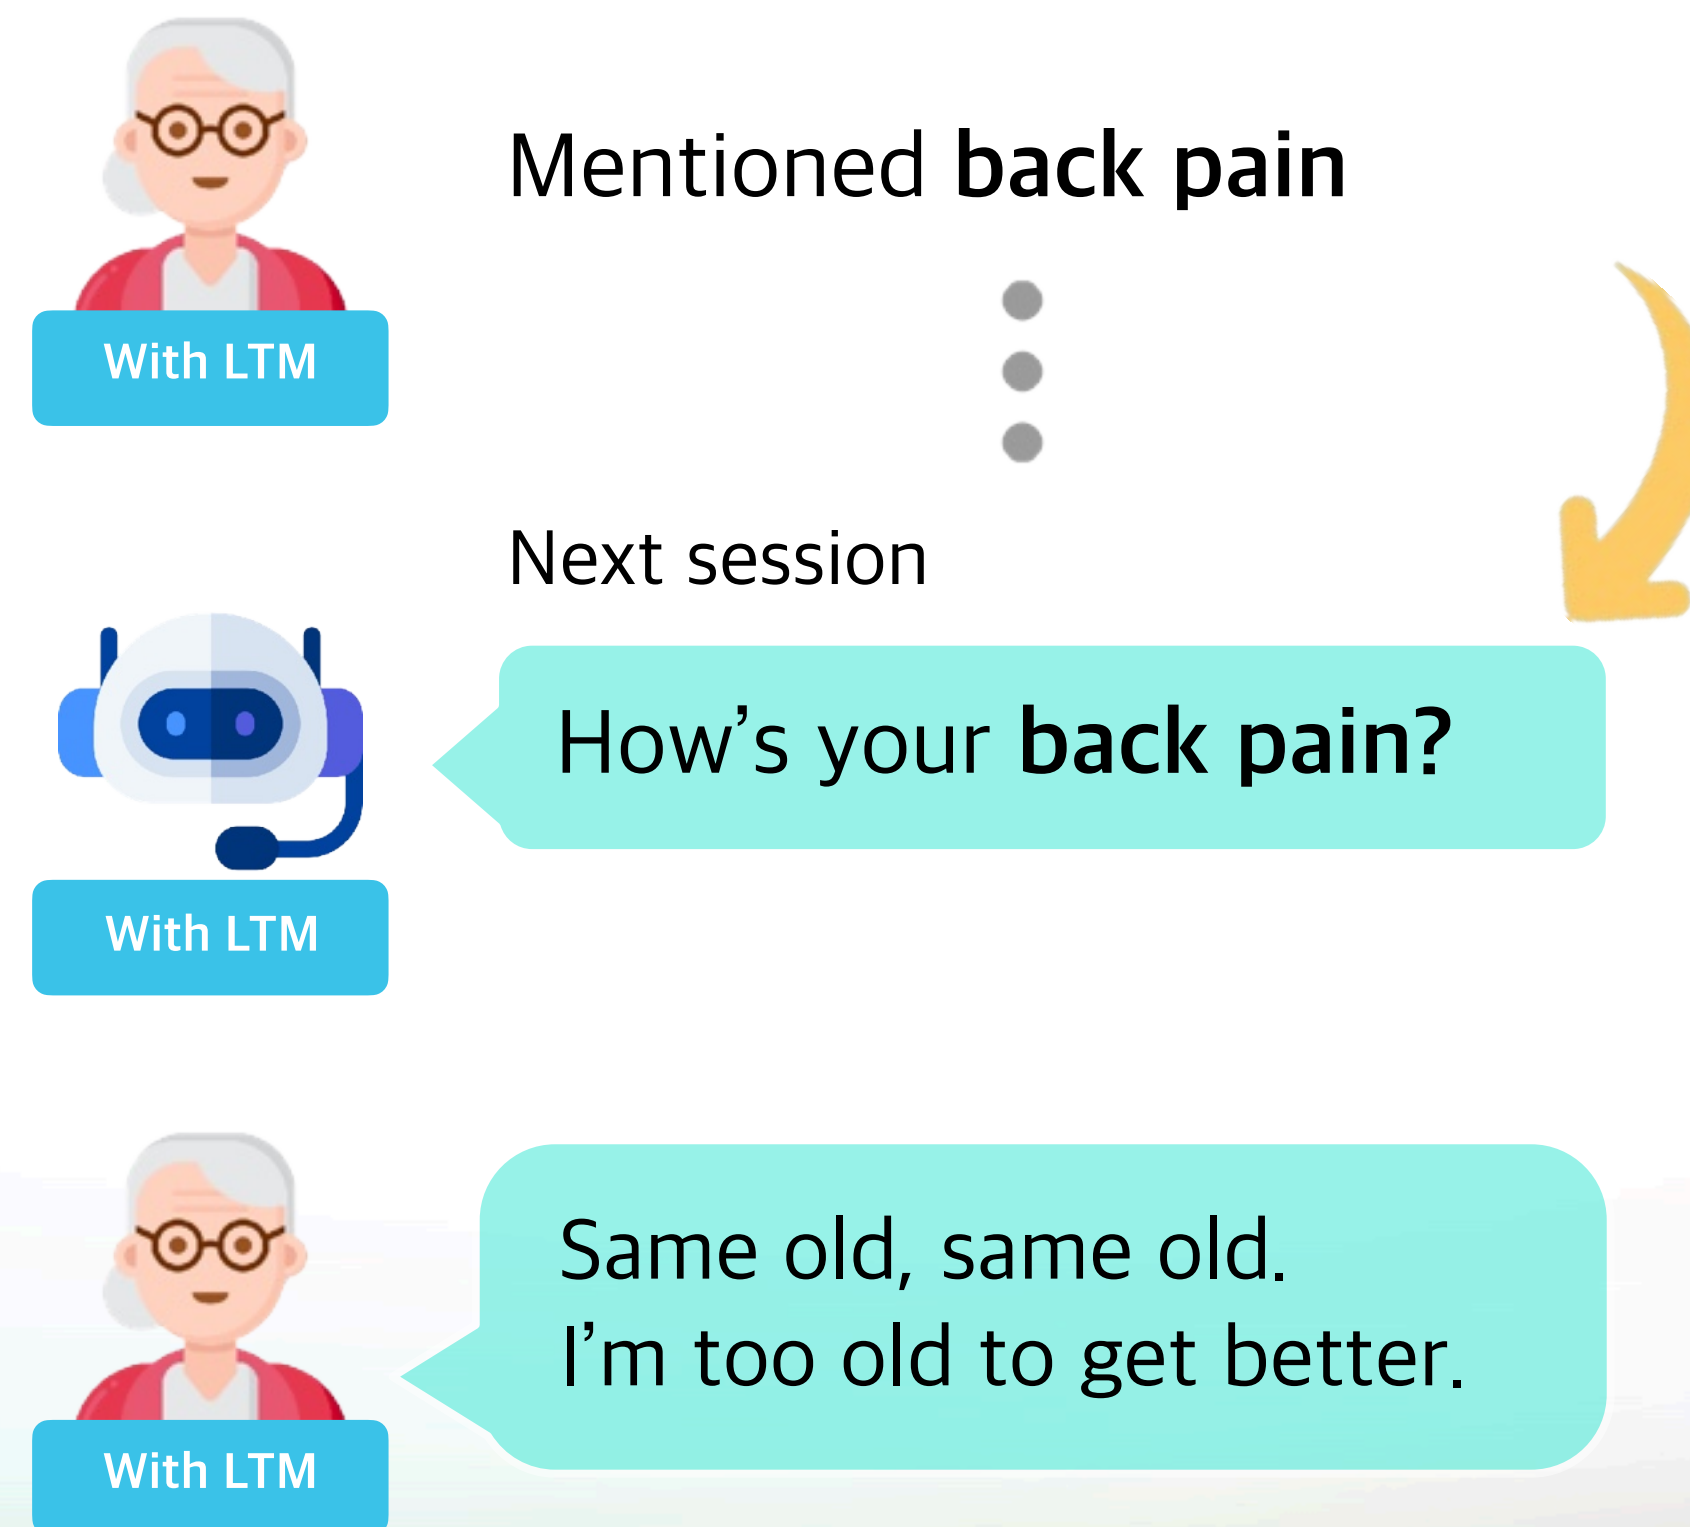 Mentioned back pain
With LTM
Next session
How’s your back pain?
With LTM
Same old, same old.
I’m too old to get better.
With LTM